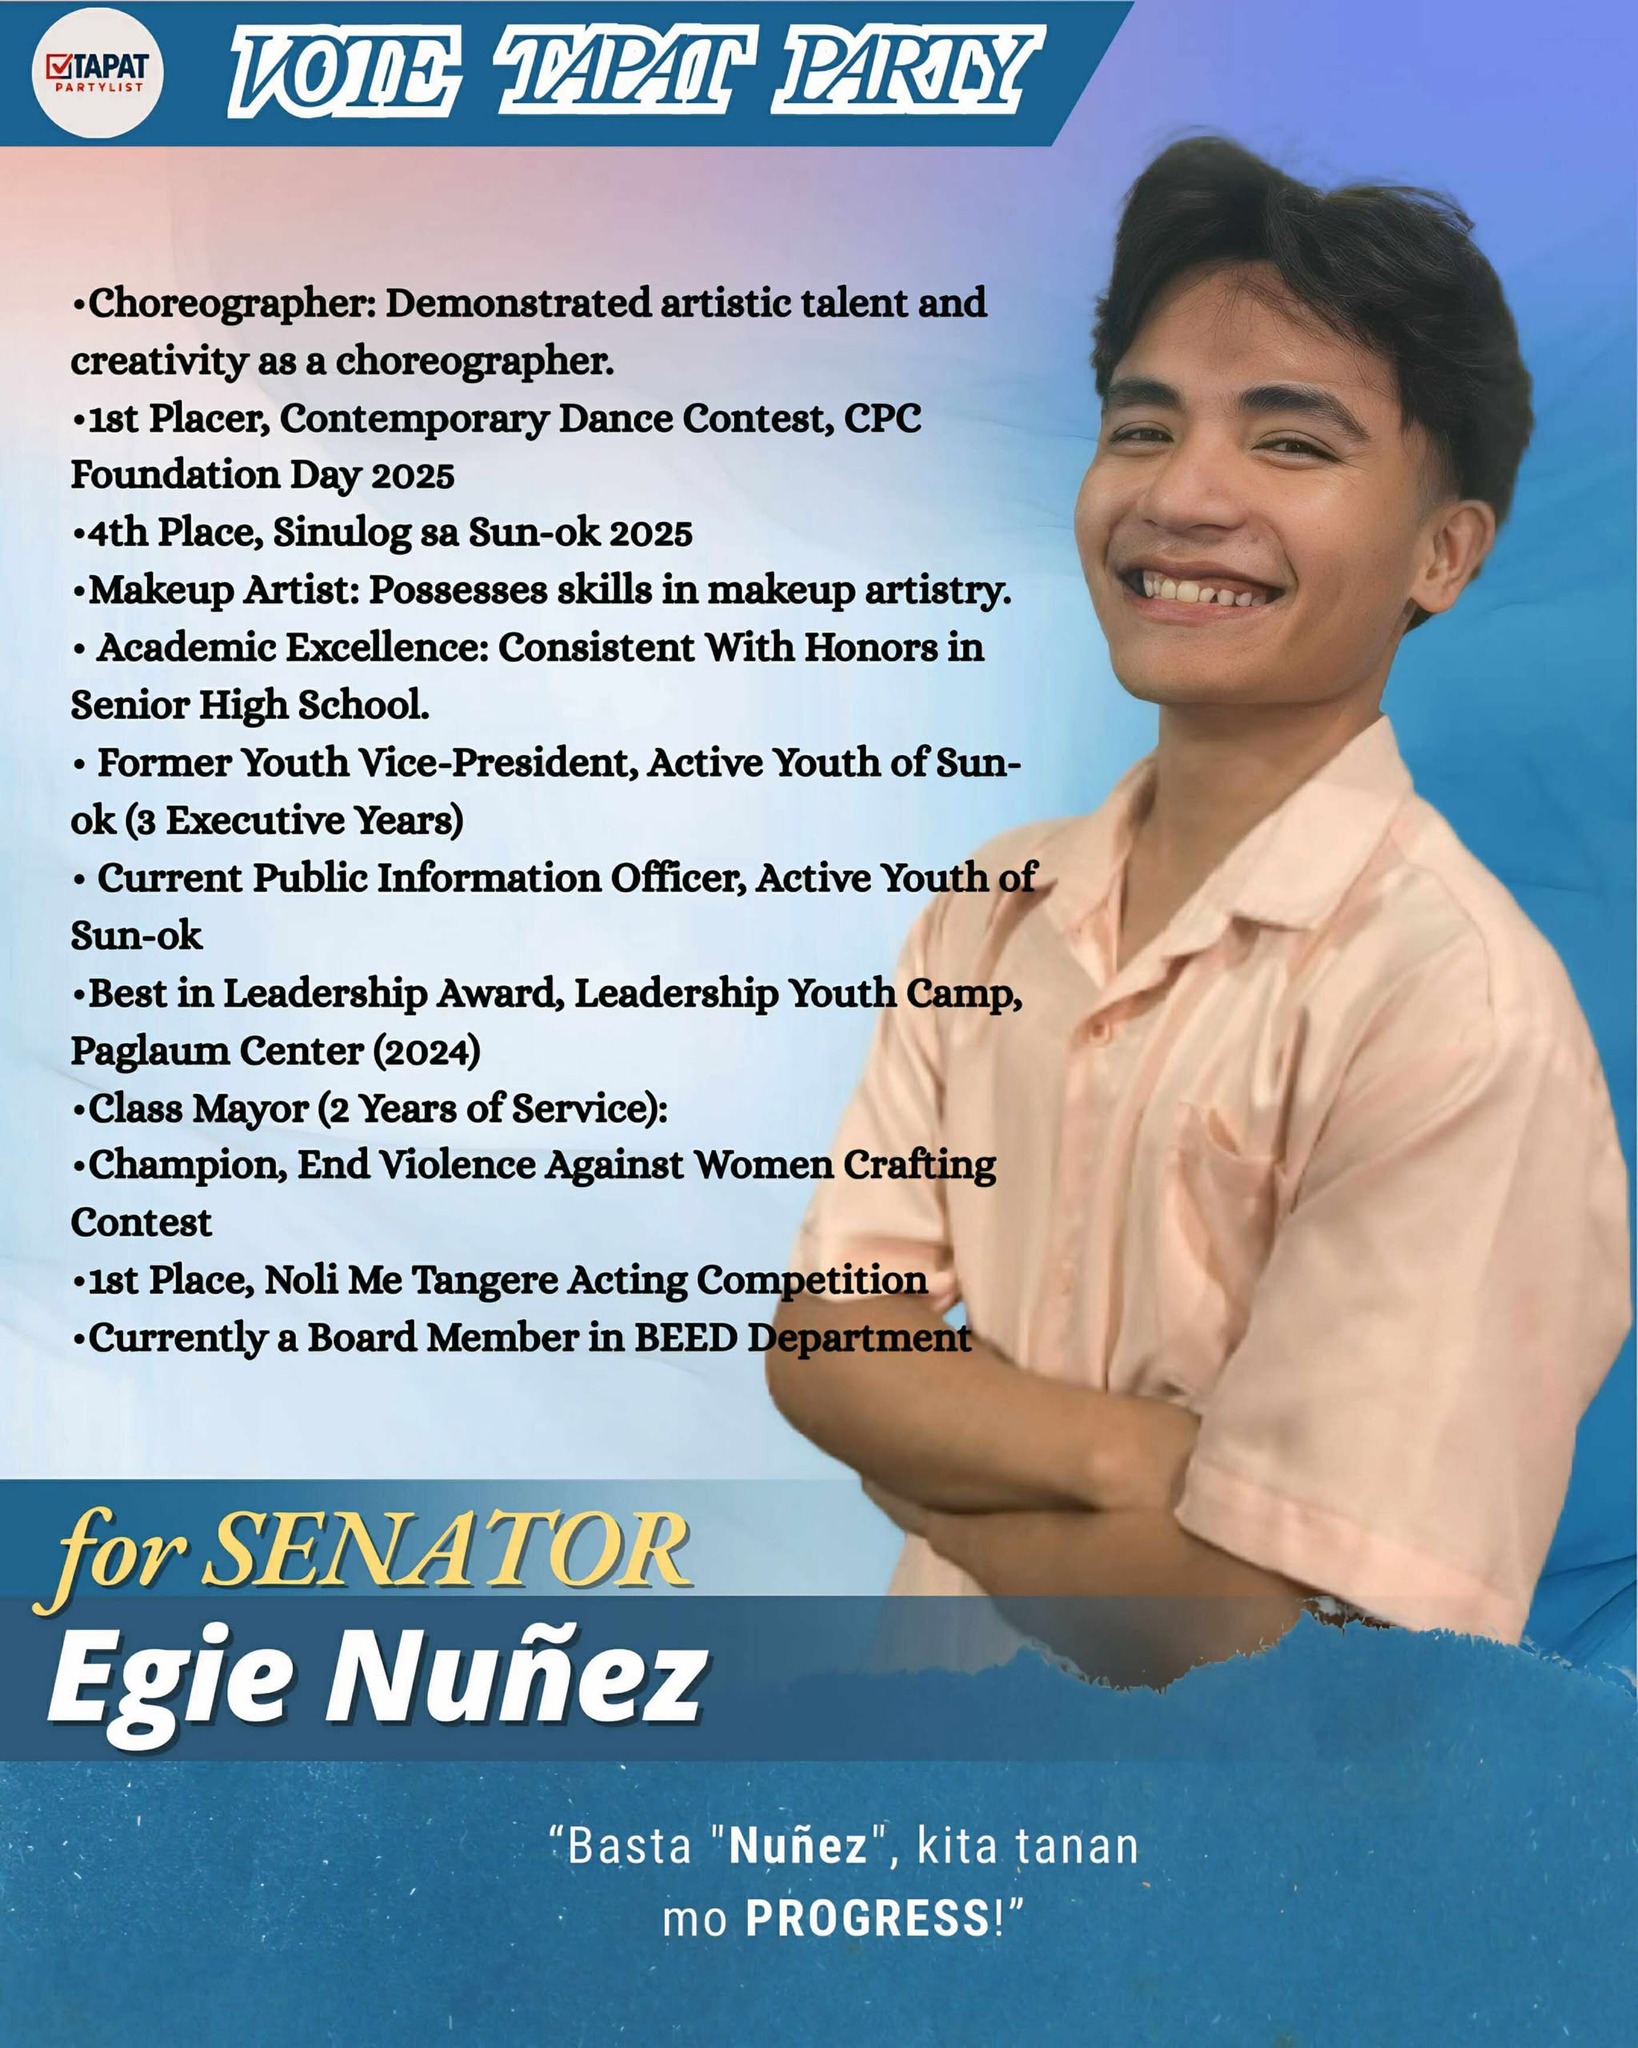 TAPAT
PARTYLIST
VOTE TAPAT PARTY
•Choreographer: Demonstrated artistic talent and
creativity as a choreographer.
•1st Placer, Contemporary Dance Contest, CPC
Foundation Day 2025
•4th Place, Sinulog sa Sun-ok 2025
•Makeup Artist: Possesses skills in makeup artistry.
• Academic Excellence: Consistent With Honors in
Senior High School.
• Former Youth Vice-President, Active Youth of Sun-
ok (3 Executive Years)
• Current Public Information Officer, Active Youth of
Sun-ok
•Best in Leadership Award, Leadership Youth Camp,
Paglaum Center (2024)
•Class Mayor (2 Years of Service):
•Champion, End Violence Against Women Crafting
Contest
•1st Place, Noli Me Tangere Acting Competition
•Currently a Board Member in BEED Department
for SENATOR
Egie Nuñez
“Basta "Nuñez", kita tanan
mo PROGRESS!”